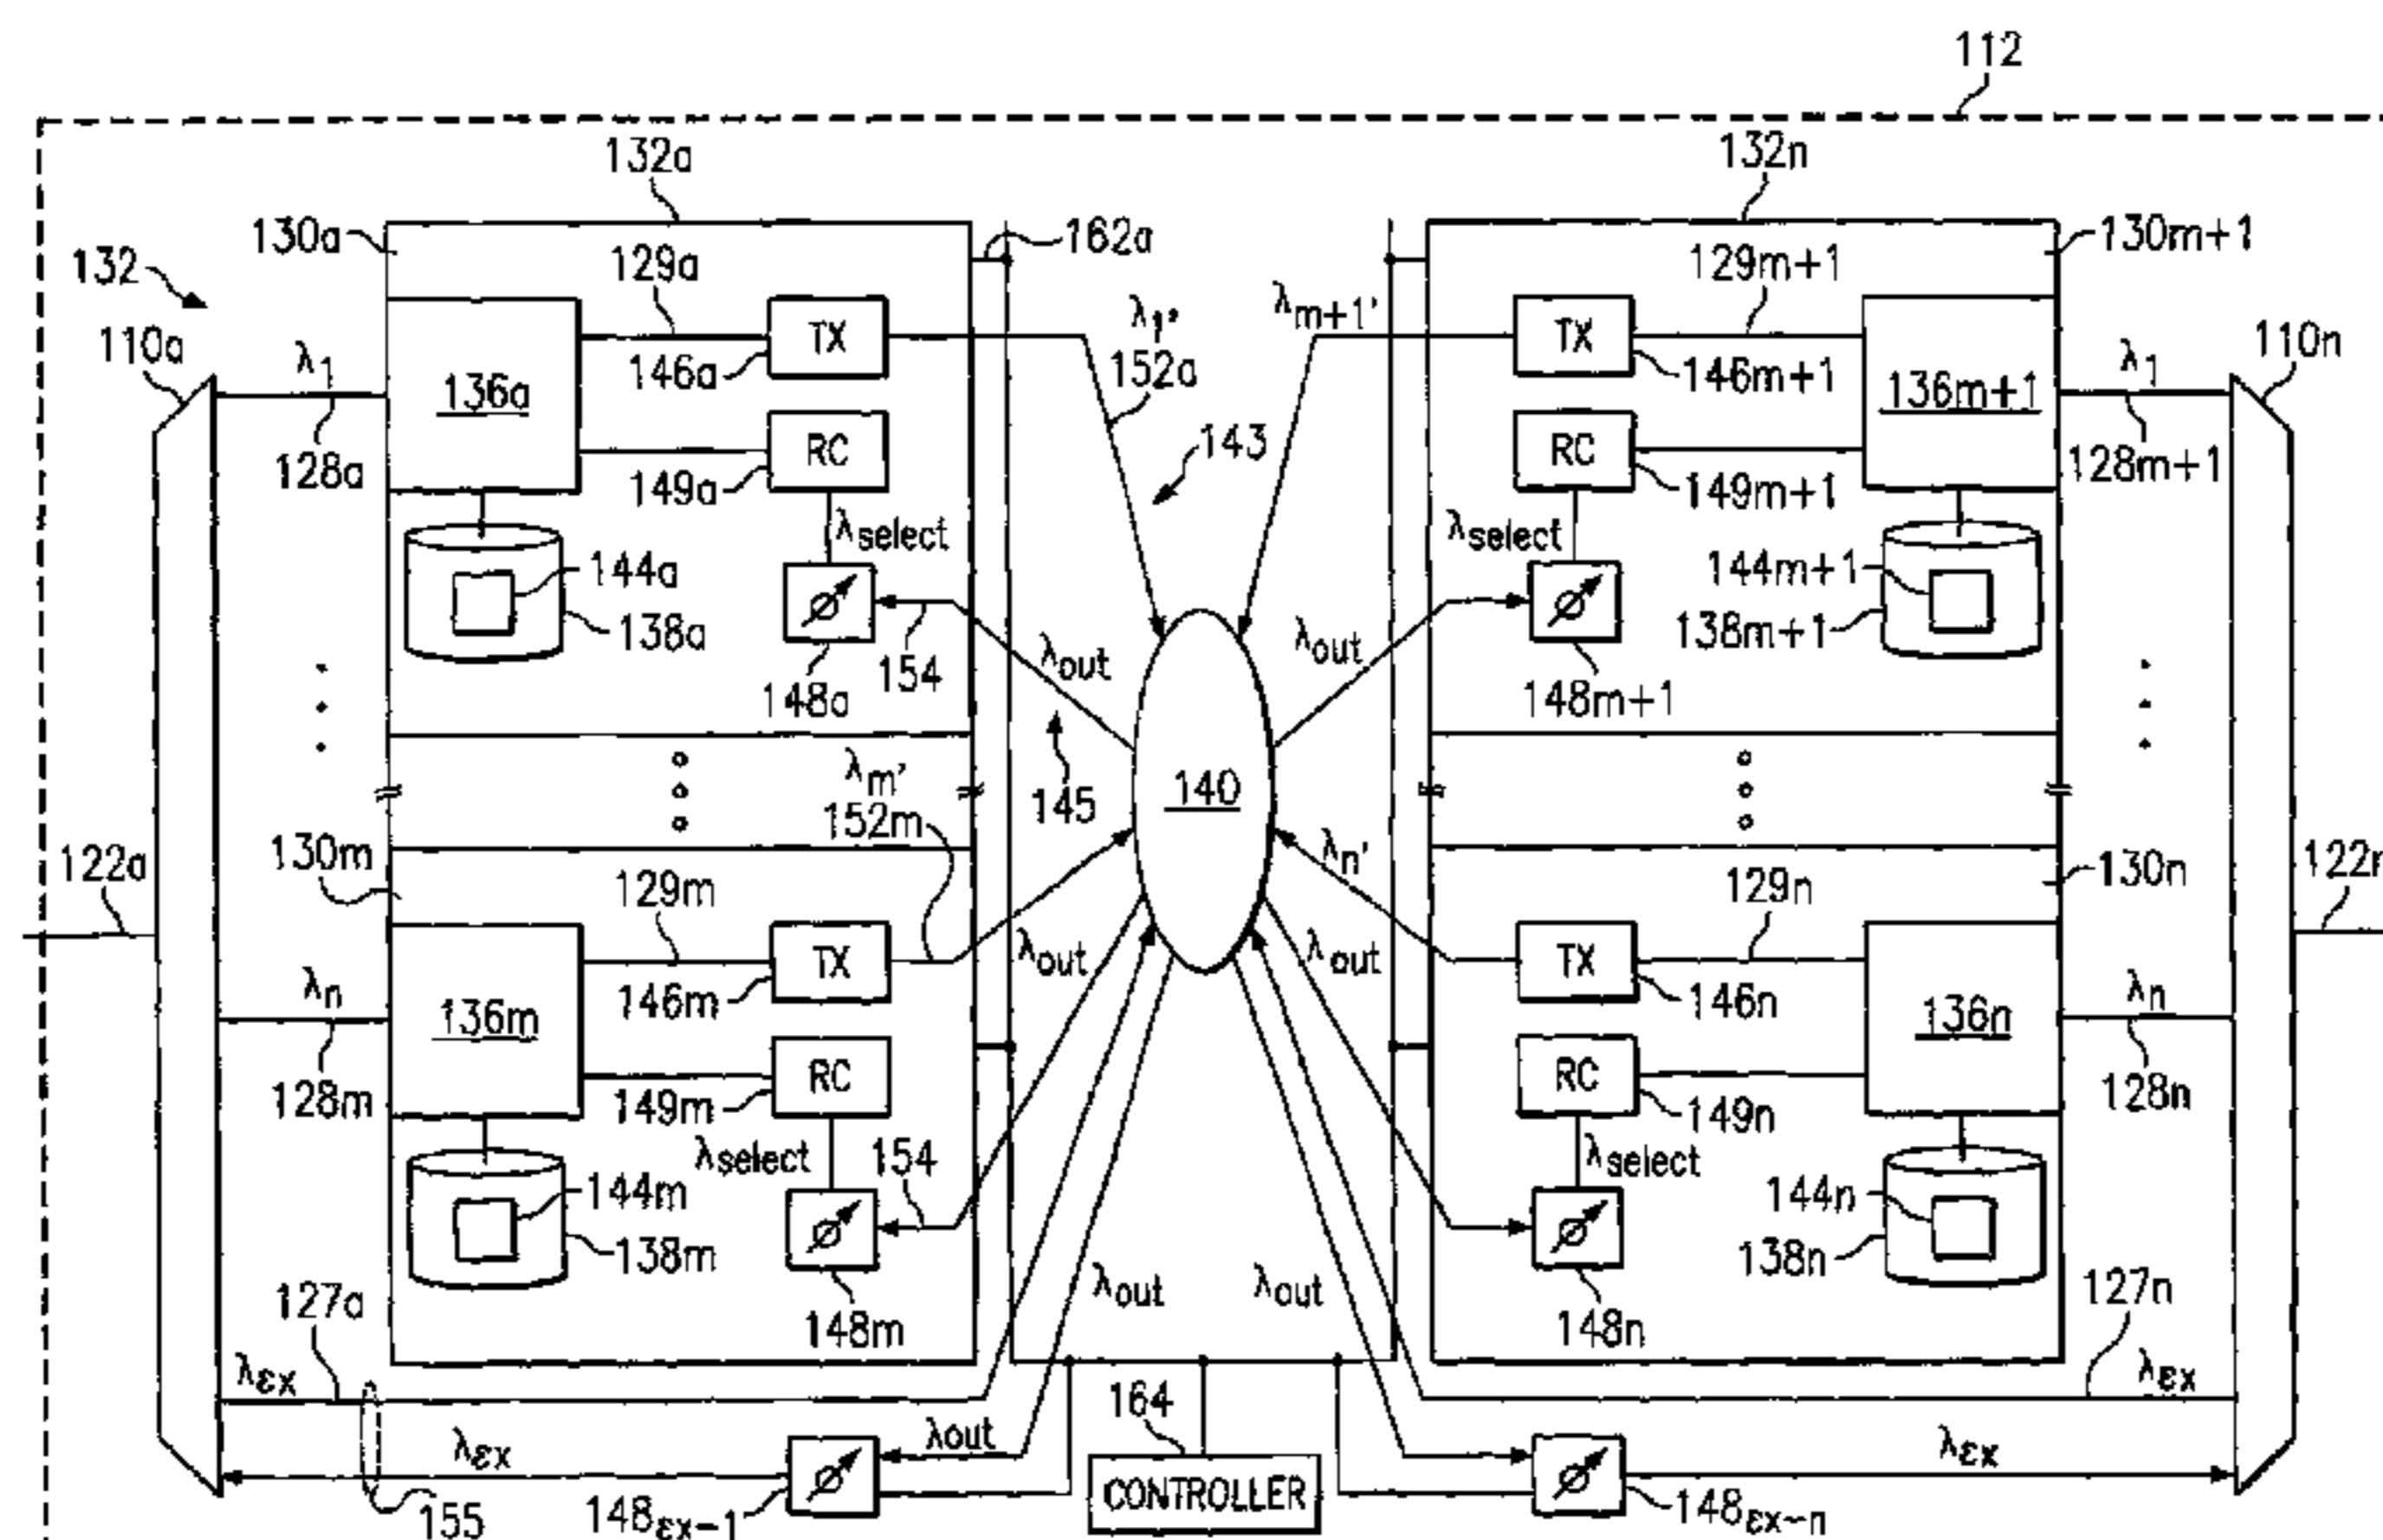 112
132a
132n
130a
162a
130m+1
132
129a
129m+1
110a
λ1
TX
λ1'
λm+1'
TX
λ1
110n
136a
146a
152a
146m+1
136m+1
128a
RC
143
RC
128m+1
149a
149m+1
λselect
λselect
144a
144m+1
138a
154
λout
λout
138m+1
148a
148m+1
λm'
145
140
152m
122a
130m
λn'
130n
122n
129m
129n
λn
TX
λout
λout
TX
λn
136m
146m
146n
136n
128m
RC
RC
128n
149m
149n
λselect
154
λselect
144m
144n
138m
138n
127a
λout
λout
127n
148m
148n
λεx
164
λεx
λεx
λout
λεx
155
148εx-1
CONTROLLER
148εx-n